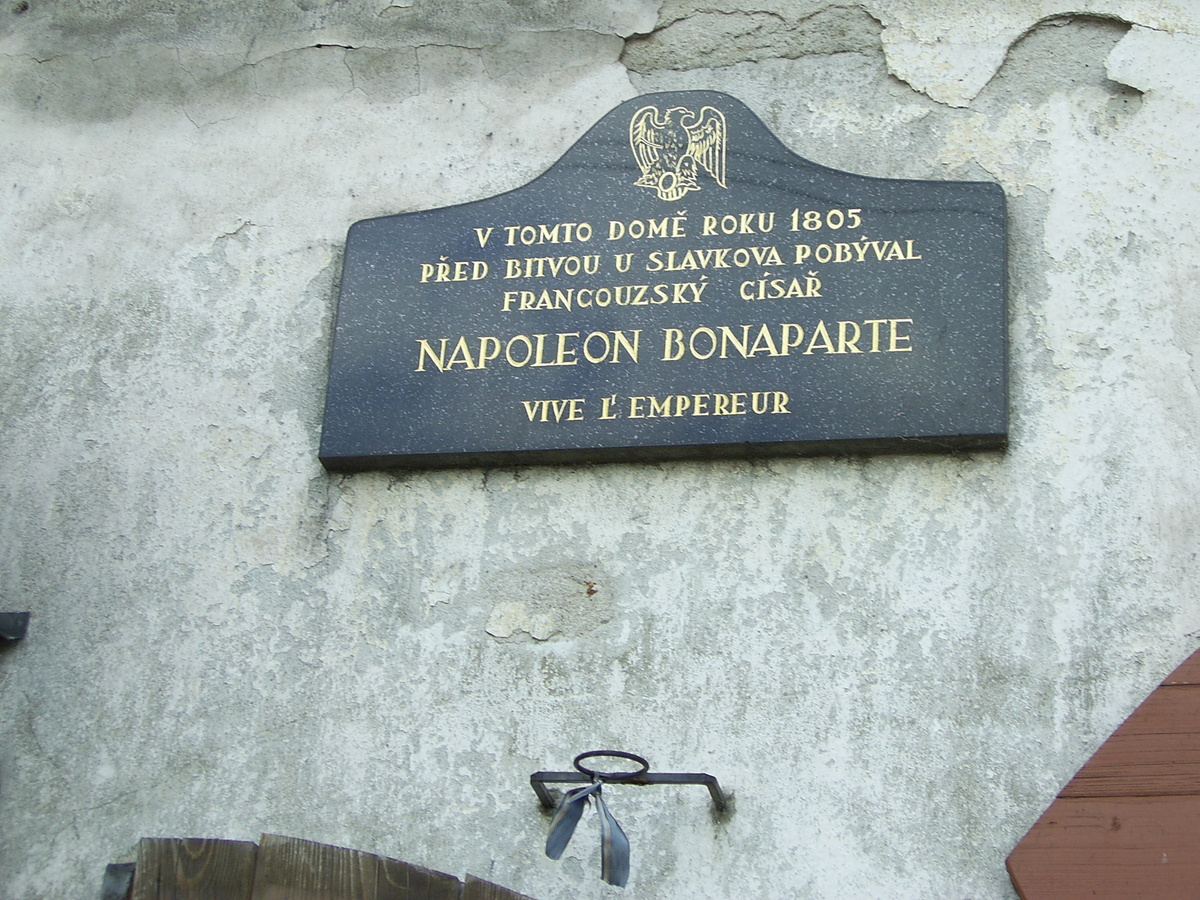 V TOMTO DOMĚ ROKU 1805
PŘED BITVOU U SLAVKOVA POBÝVAL
FRANCOUZSKÝ CÍSAŘ
NAPOLEON BONAPARTE
VIVE L' EMPEREUR